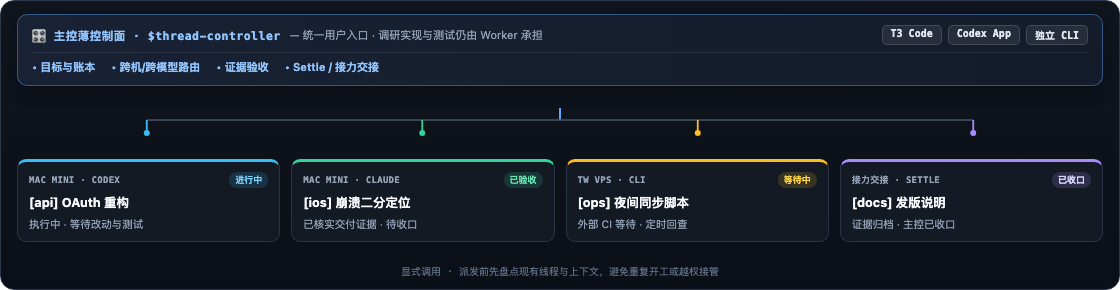 主控薄控制面 · $thread-controller — 统一用户入口 · 调研实现与测试仍由 Worker 承担
T3 Code
Codex App
独立 CLI
• 目标与账本 • 跨机/跨模型路由 • 证据验收 • Settle / 接力交接
MAC MINI · CODEX
进行中
[api] OAuth 重构
执行中 · 等待改动与测试
MAC MINI · CLAUDE
已验收
[ios] 崩溃二分定位
已核实交付证据 · 待收口
TW VPS · CLI
等待中
[ops] 夜间同步脚本
外部 CI 等待 · 定时回查
接力交接 · SETTLE
已收口
[docs] 发版说明
证据归档 · 主控已收口
显式调用 · 派发前先盘点现有线程与上下文，避免重复开工或越权接管